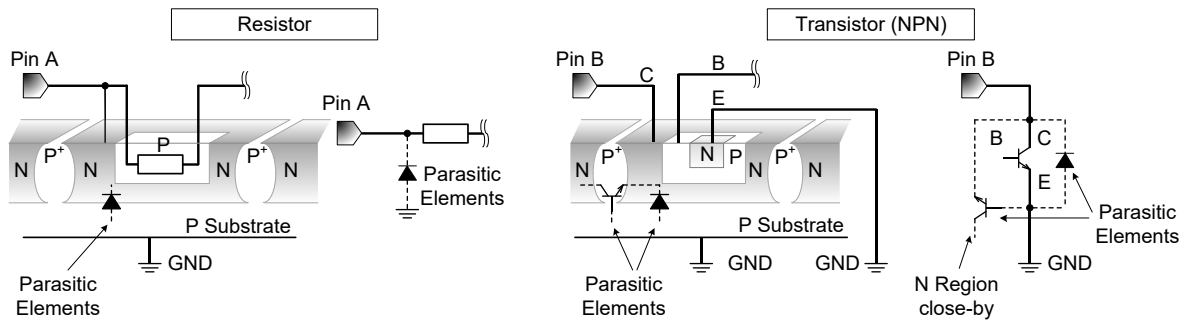 Resistor
Transistor (NPN)
Pin A
Pin A
N
P+
N
P
N
P+
N
Parasitic
Elements
P Substrate
GND
Parasitic
Elements
Pin B
C
B
E
N
P+
N
N
P
N
P+
N
P Substrate
GND
GND
Parasitic
Elements
Pin B
B
C
E
Parasitic
Elements
GND
N Region
close-by